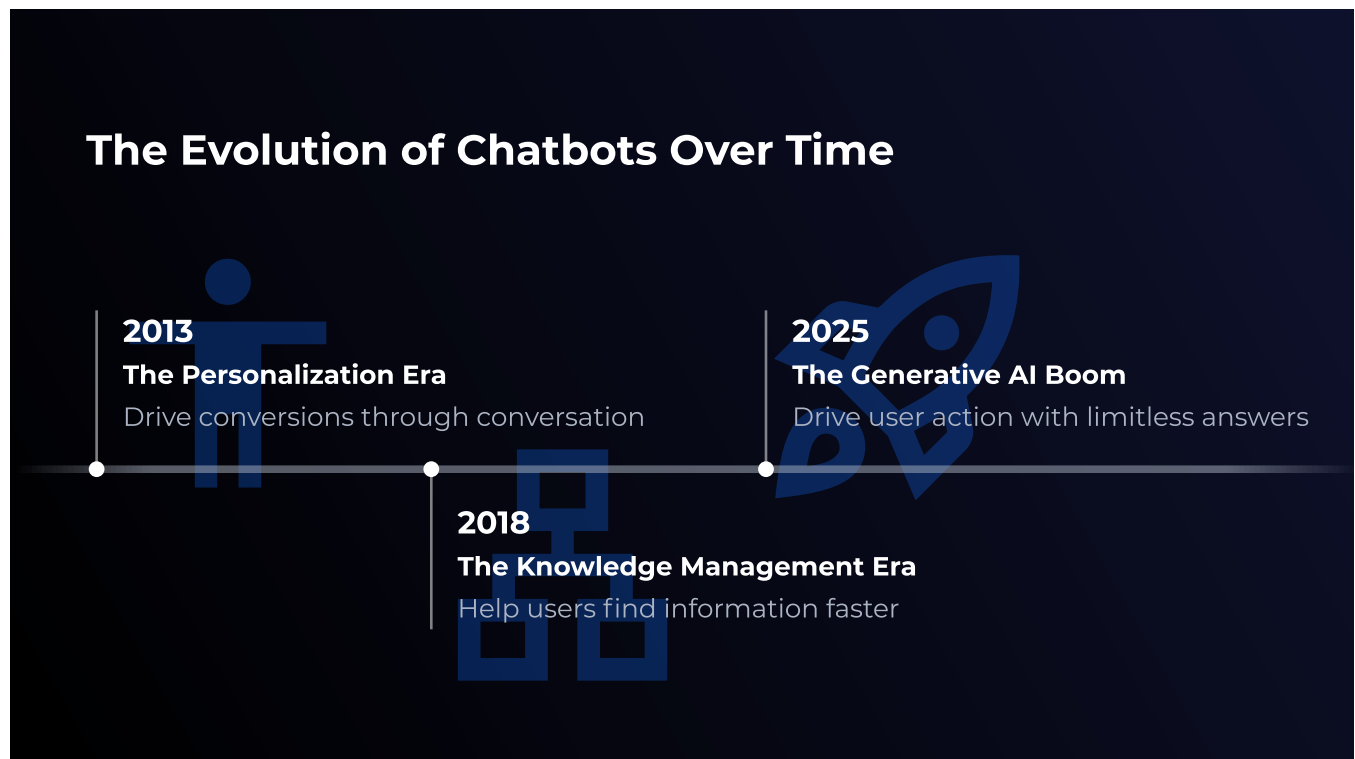 The Evolution of Chatbots Over Time
2013
The Personalization Era
Drive conversions through conversation
2018
The Knowledge Management Era
Help users find information faster
2025
The Generative AI Boom
Drive user action with limitless answers